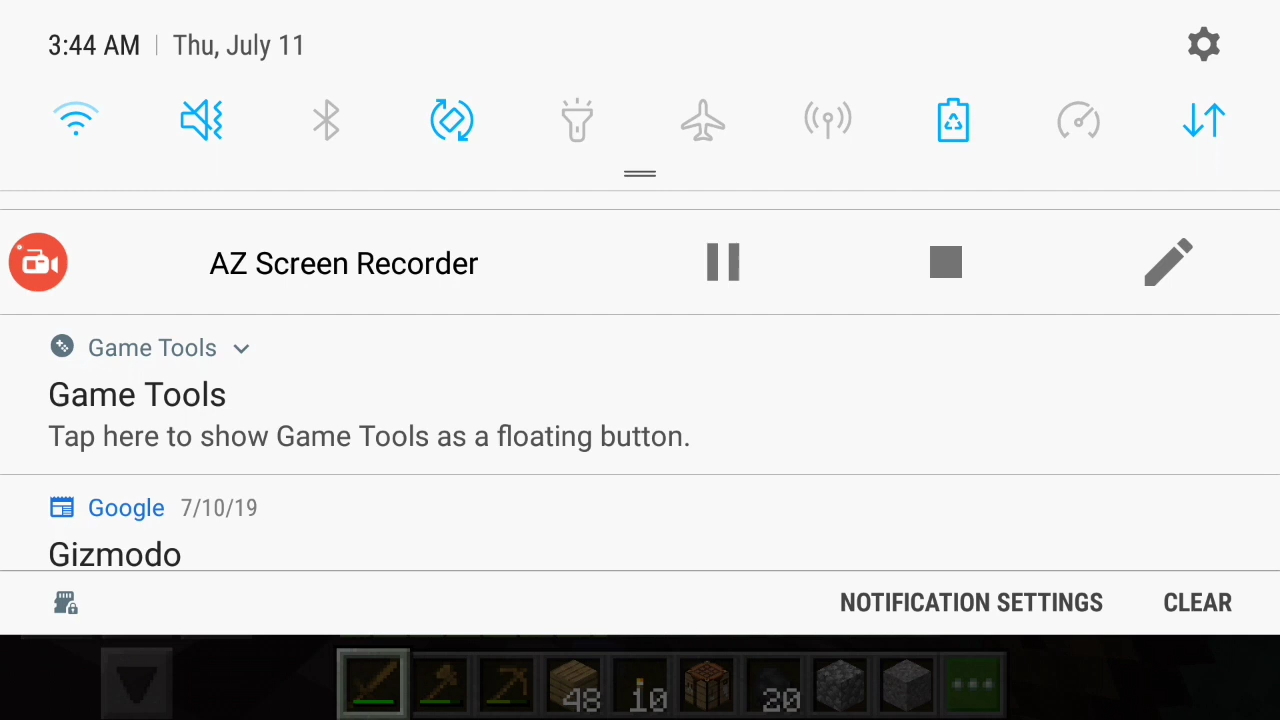 3:44 AM | Thu, July 11
AZ Screen Recorder
Game Tools
Game Tools
Tap here to show Game Tools as a floating button.
Google 7/10/19
Gizmodo
NOTIFICATION SETTINGS CLEAR
48 10 20